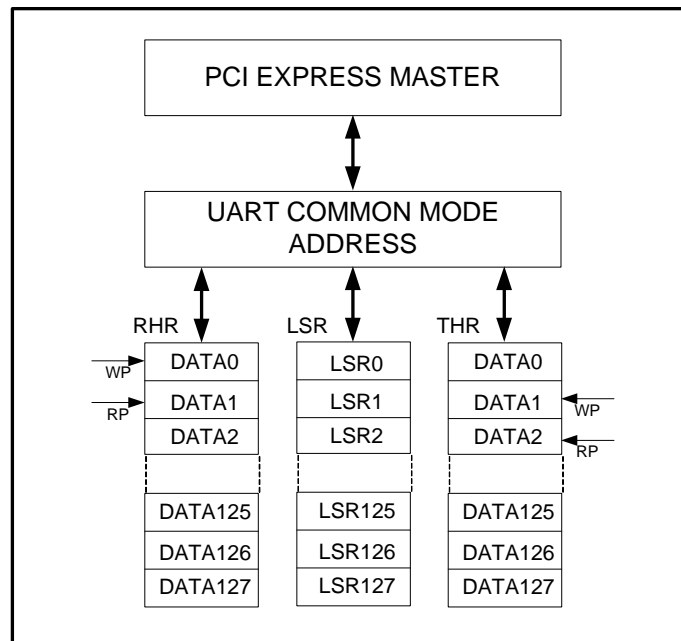 PCI EXPRESS MASTER
UART COMMON MODE
ADDRESS
RHR
LSR
THR
WP
RP
DATA0
DATA1
DATA2
DATA125
DATA126
DATA127
LSR0
LSR1
LSR2
LSR125
LSR126
LSR127
DATA0
DATA1
DATA2
DATA125
DATA126
DATA127
WP
RP